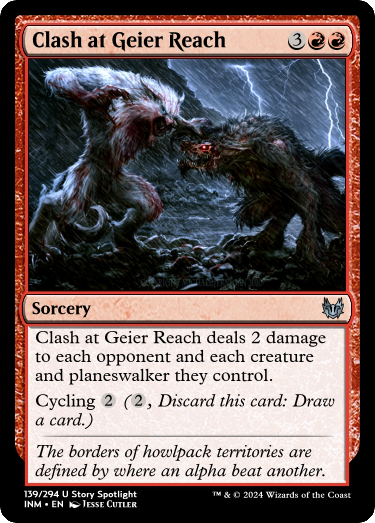 Clash at Geier Reach 3
Sorcery
Clash at Geier Reach deals 2 damage
to each opponent and each creature
and planeswalker they control.
Cycling 2 (2, Discard this card: Draw
a card.)
The borders of howlpack territories are
defined by where an alpha beat another.
139/294 U Story Spotlight
INM • EN Jesse Cutler
™ & © 2024 Wizards of the Coast